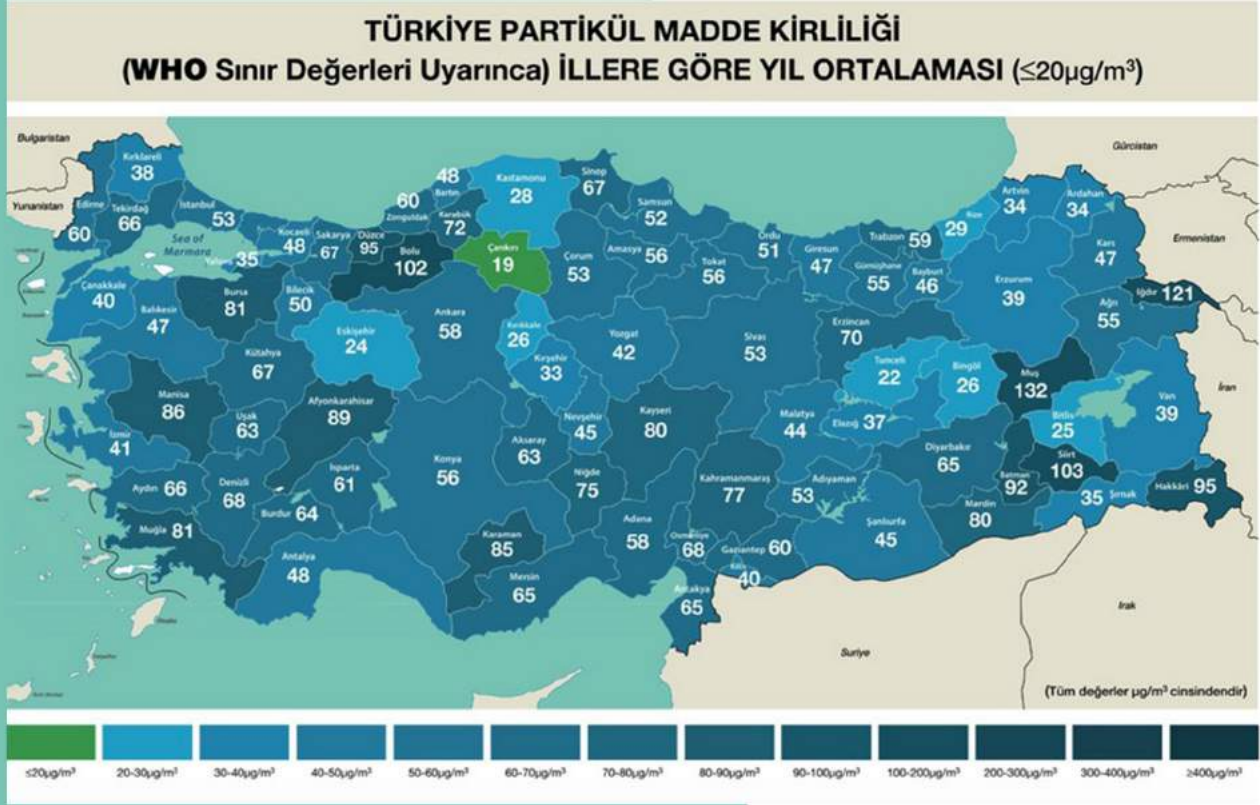 TÜRKİYE PARTİKÜL MADDE KİRLİLİĞİ
(WHO Sınır Değerleri Uyarınca) İLLERE GÖRE YIL ORTALAMASI (≤20µg/m³)
Bulgaristan
Yunanistan
Gürcistan
Ermenistan
İran
Irak
Suriye
Sea of
Marmara
Kırklareli
38
Edirne
60
Tekirdağ
66
İstanbul
53
Yalova
35
Kocaeli
48
Sakarya
67
Düzce
95
Bolu
102
Zonguldak
60
Bartın
48
Karabük
72
Kastamonu
28
Çankırı
19
Sinop
67
Samsun
52
Çorum
53
Amasya
56
Tokat
56
Ordu
51
Giresun
47
Trabzon
59
Gümüşhane
55
Bayburt
46
Rize
29
Artvin
34
Ardahan
34
Kars
47
Iğdır
121
Ağrı
55
Erzurum
39
Erzincan
70
Çanakkale
40
Balıkesir
47
Bursa
81
Bilecik
50
Eskişehir
24
Kütahya
67
Ankara
58
Kırıkkale
26
Kırşehir
33
Yozgat
42
Sivas
53
Tunceli
22
Bingöl
26
Muş
132
Bitlis
25
Van
39
Manisa
86
Uşak
63
Afyonkarahisar
89
İzmir
41
Aydın
66
Denizli
68
Isparta
61
Burdur
64
Muğla
81
Antalya
48
Konya
56
Aksaray
63
Nevşehir
45
Niğde
75
Kayseri
80
Malatya
44
Elazığ
37
Diyarbakır
65
Batman
92
Siirt
103
Şırnak
35
Hakkâri
95
Mardin
80
Karaman
85
Mersin
65
Adana
58
Osmaniye
68
Kahramanmaraş
77
Adıyaman
53
Gaziantep
60
Kilis
40
Şanlıurfa
45
Antakya
65
(Tüm değerler µg/m³ cinsindendir)
≤20µg/m³
20-30µg/m³
30-40µg/m³
40-50µg/m³
50-60µg/m³
60-70µg/m³
70-80µg/m³
80-90µg/m³
90-100µg/m³
100-200µg/m³
200-300µg/m³
300-400µg/m³
≥400µg/m³